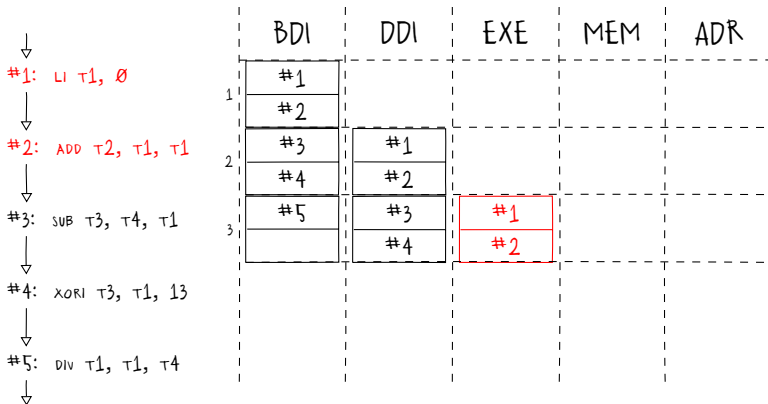 BDI DDI EXE MEM ADR
#1: LI T1, Ø
1 #1
#2
#2: ADD T2, T1, T1
2 #3 #1
#4 #2
#3: SUB T3, T4, T1
3 #5 #3 #1
#4 #2
#4: XORI T3, T1, 13
#5: DIV T1, T1, T4